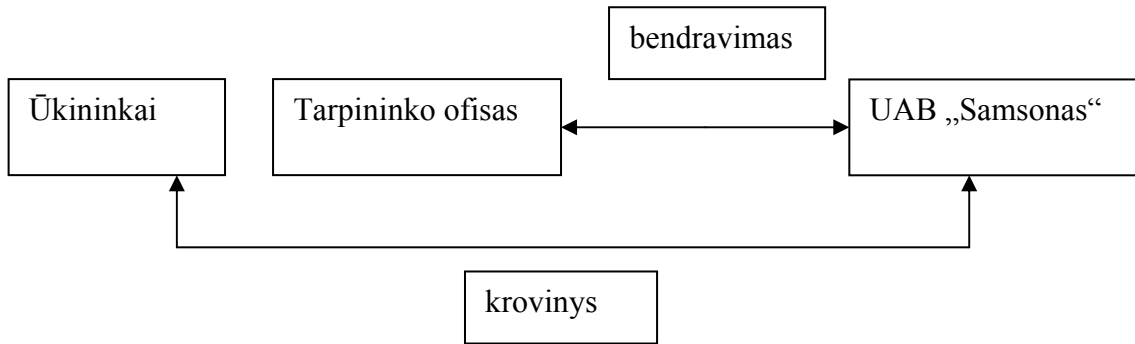 bendravimas
Ūkininkai
Tarpininko ofisas
UAB „Samsonas“
krovinys